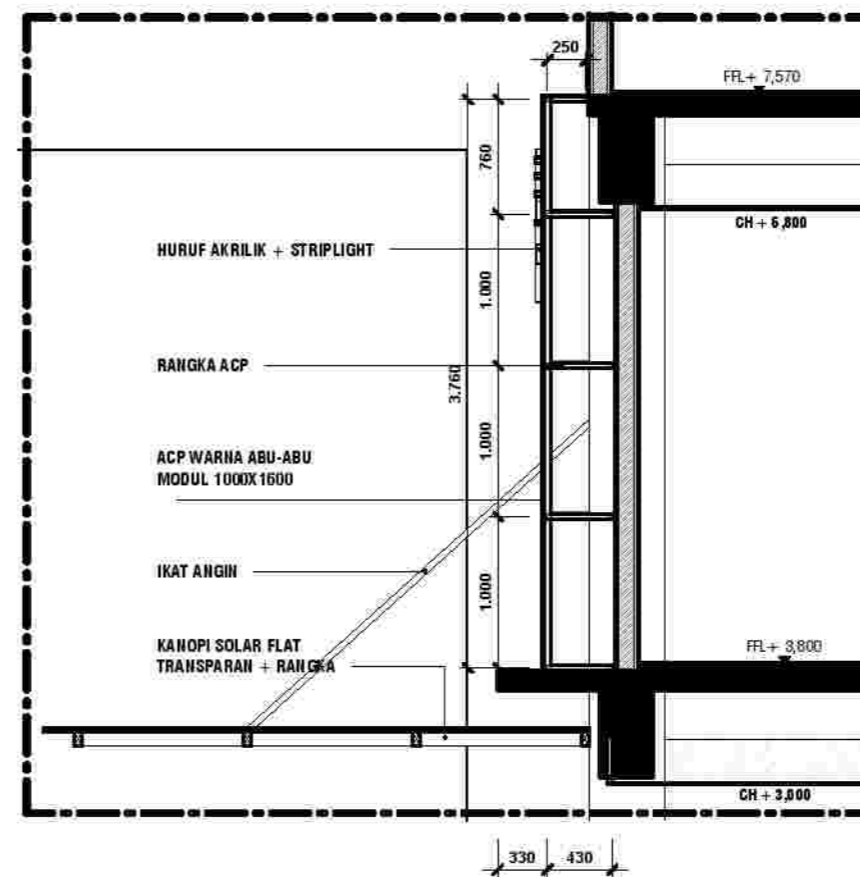 250
FFL+ 7,570
760
CH + 6,800
HURUF AKRILIK + STRIPLIGHT
1.000
RANGKA ACP
3.760
1.000
ACP WARNA ABU-ABU
MODUL 1000X1600
IKAT ANGIN
1.000
KANOPI SOLAR FLAT
TRANSPARAN + RANGKA
FFL+ 3,800
CH + 3,000
330
430